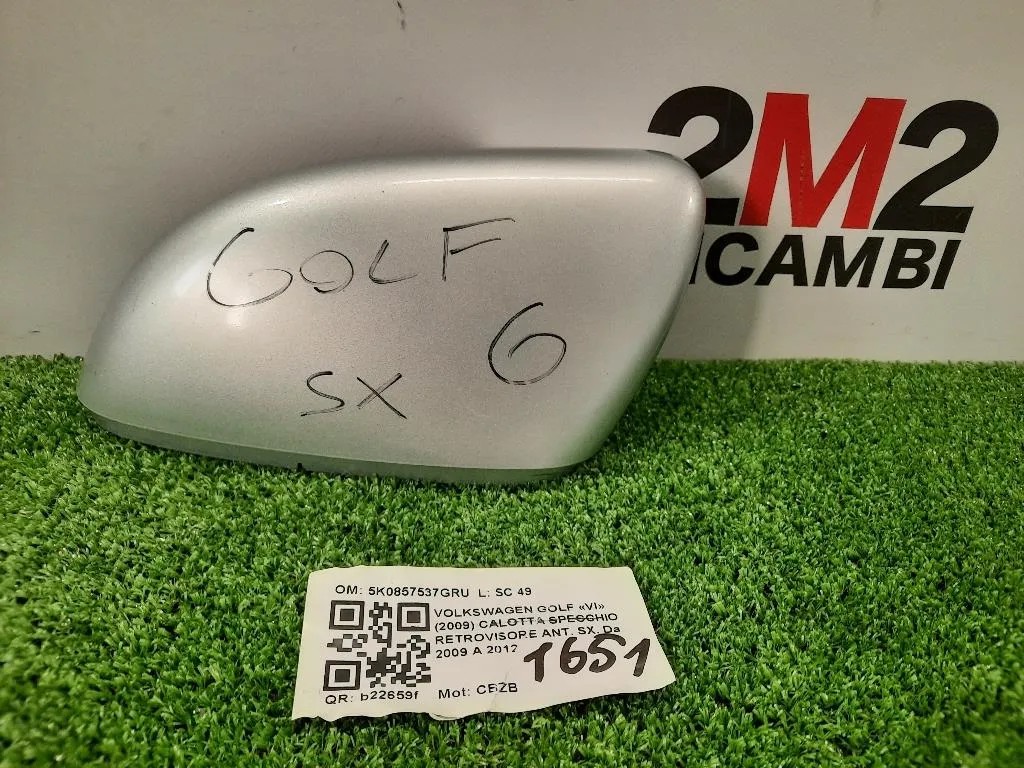 2M2
RICAMBI
GOLF
6
SX
OM: 5K0857537GRU L: SC 49
VOLKSWAGEN GOLF «VI»
(2009) CALOTTA SPECCHIO
RETROVISORE ANT. SX. Da
2009 A 2012
1651
QR: b22659f Mot: CBZB